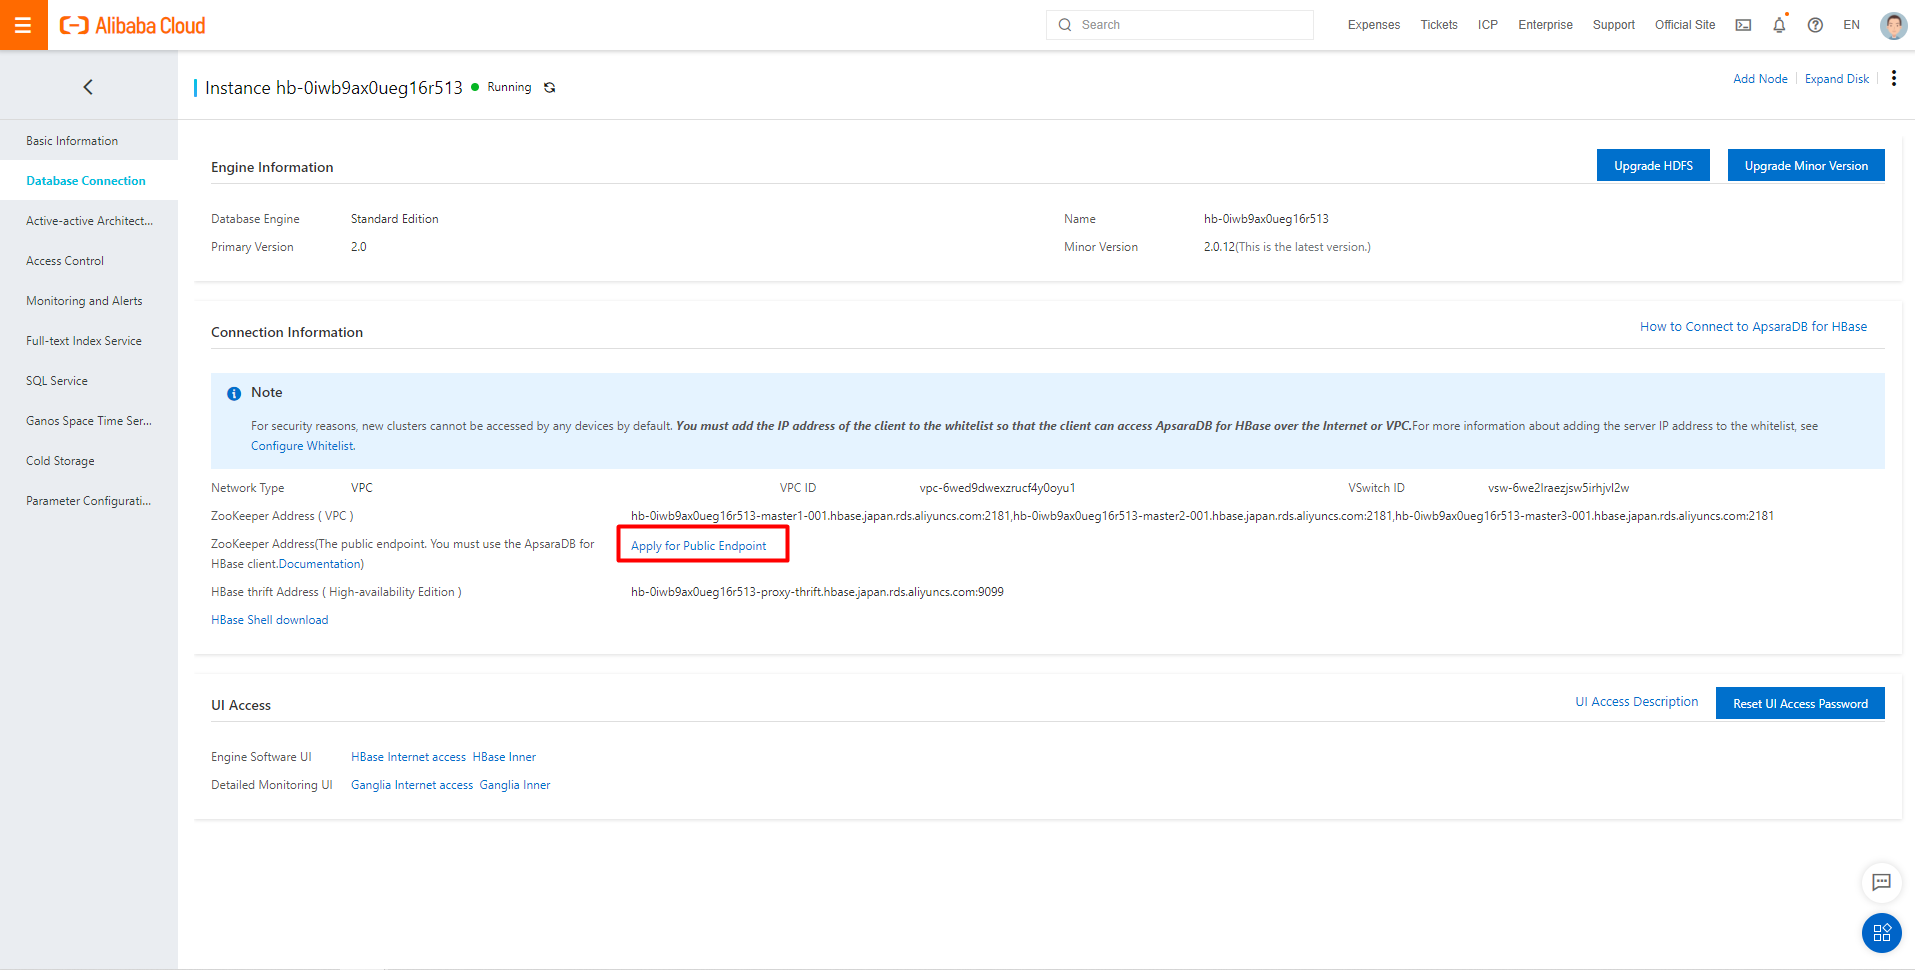 Alibaba Cloud
Search
Expenses Tickets ICP Enterprise Support Official Site EN
Instance hb-0iwb9ax0ueg16r513 Running
Add Node Expand Disk
Basic Information
Database Connection
Active-active Architect...
Access Control
Monitoring and Alerts
Full-text Index Service
SQL Service
Ganos Space Time Ser...
Cold Storage
Parameter Configurati...
Engine Information
Upgrade HDFS Upgrade Minor Version
Database Engine Standard Edition Name hb-0iwb9ax0ueg16r513
Primary Version 2.0 Minor Version 2.0.12(This is the latest version.)
Connection Information
How to Connect to ApsaraDB for HBase
Note
For security reasons, new clusters cannot be accessed by any devices by default. You must add the IP address of the client to the whitelist so that the client can access ApsaraDB for HBase over the Internet or VPC.For more information about adding the server IP address to the whitelist, see
Configure Whitelist.
Network Type VPC VPC ID vpc-6wed9dwexzrucf4y0oyu1 VSwitch ID vsw-6we2lraezjsw5irhjvl2w
ZooKeeper Address ( VPC ) hb-0iwb9ax0ueg16r513-master1-001.hbase.japan.rds.aliyuncs.com:2181,hb-0iwb9ax0ueg16r513-master2-001.hbase.japan.rds.aliyuncs.com:2181,hb-0iwb9ax0ueg16r513-master3-001.hbase.japan.rds.aliyuncs.com:2181
ZooKeeper Address(The public endpoint. You must use the ApsaraDB for
HBase client.Documentation)
Apply for Public Endpoint
HBase thrift Address ( High-availability Edition ) hb-0iwb9ax0ueg16r513-proxy-thrift.hbase.japan.rds.aliyuncs.com:9099
HBase Shell download
UI Access
UI Access Description Reset UI Access Password
Engine Software UI HBase Internet access HBase Inner
Detailed Monitoring UI Ganglia Internet access Ganglia Inner